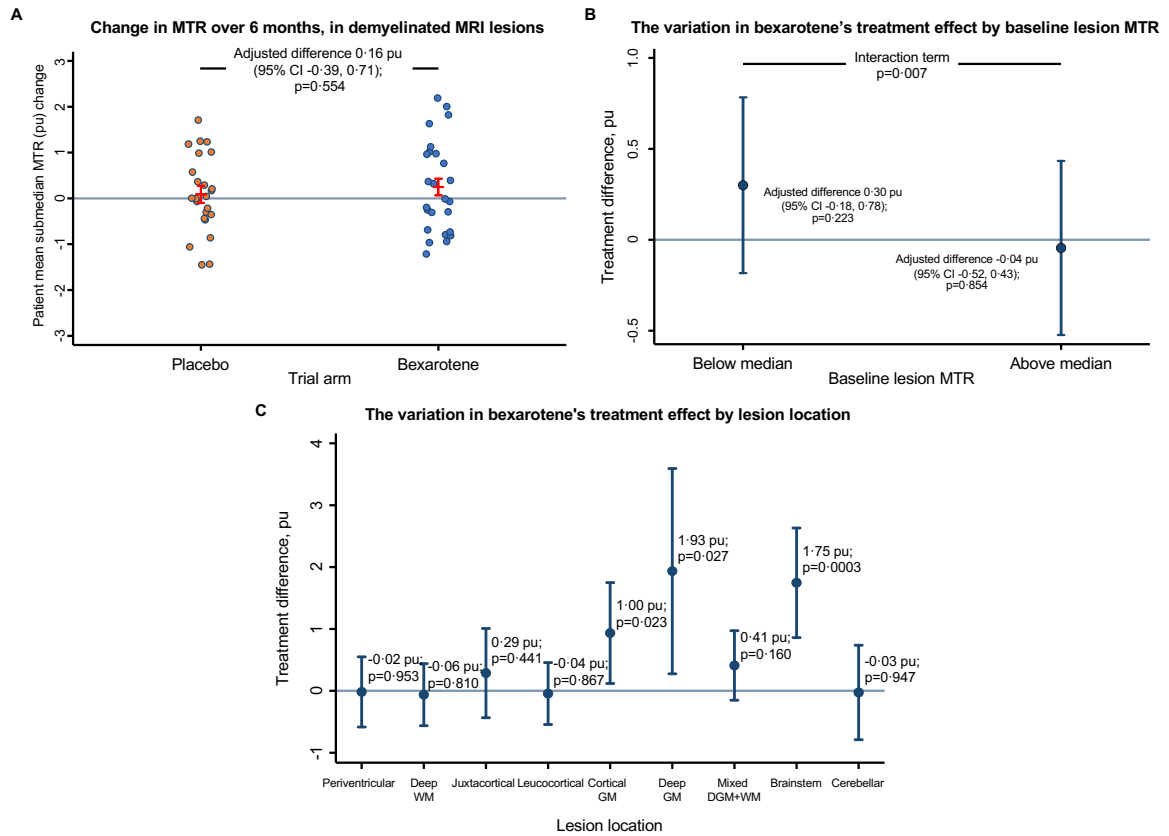 A
Change in MTR over 6 months, in demyelinated MRI lesions
Adjusted difference 0·16 pu
(95% CI -0·39, 0·71);
p=0·554
Patient mean submedian MTR (pu) change
3
2
1
0
-1
-2
-3
Placebo
Bexarotene
Trial arm
B
The variation in bexarotene’s treatment effect by baseline lesion MTR
Interaction term
p=0·007
Treatment difference, pu
1.0
0.5
0
-0.5
Adjusted difference 0·30 pu
(95% CI -0·18, 0·78);
p=0·223
Adjusted difference -0·04 pu
(95% CI -0·52, 0·43);
p=0·854
Below median
Above median
Baseline lesion MTR
C
The variation in bexarotene's treatment effect by lesion location
Treatment difference, pu
4
3
2
1
0
-1
-0·02 pu;
p=0·953
-0·06 pu;
p=0·810
0·29 pu;
p=0·441
-0·04 pu;
p=0·867
1·00 pu;
p=0·023
1·93 pu;
p=0·027
0·41 pu;
p=0·160
1·75 pu;
p=0·0003
-0·03 pu;
p=0·947
Periventricular
Deep
WM
Juxtacortical
Leucocortical
Cortical
GM
Deep
GM
Mixed
DGM+WM
Brainstem
Cerebellar
Lesion location